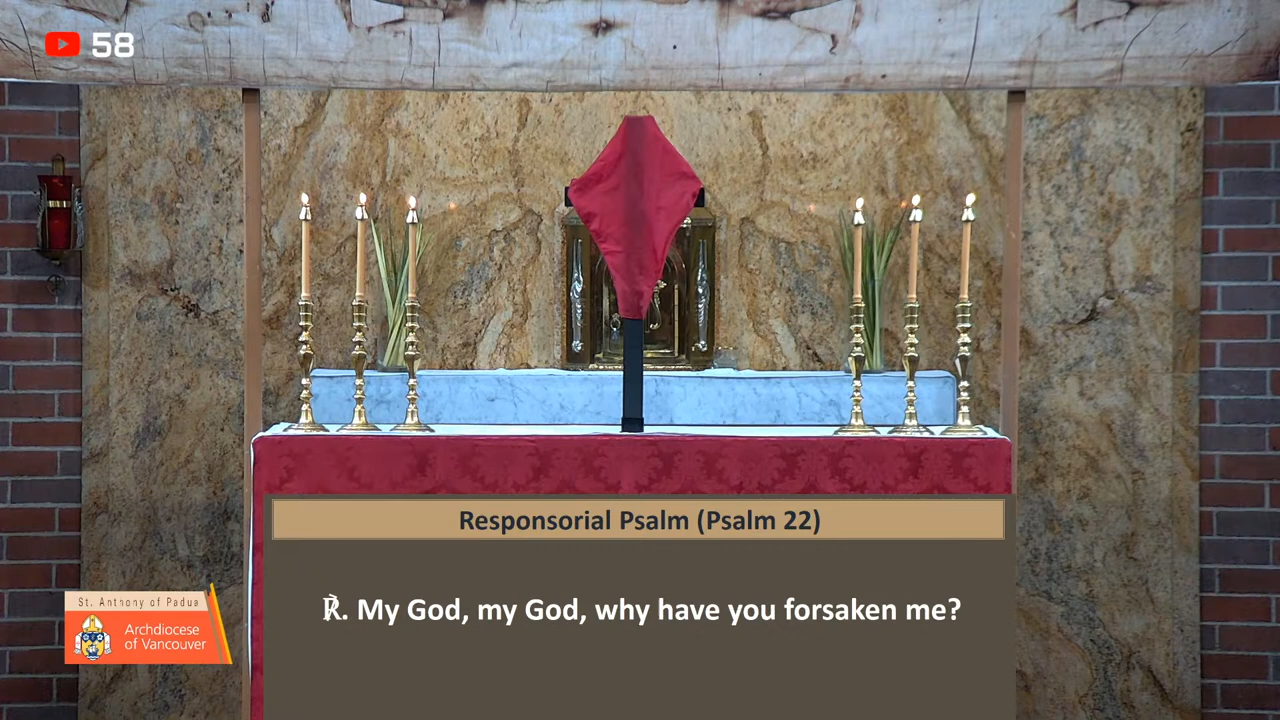 58
Responsorial Psalm (Psalm 22)
℟. My God, my God, why have you forsaken me?
St. Anthony of Padua
Archdiocese
of Vancouver